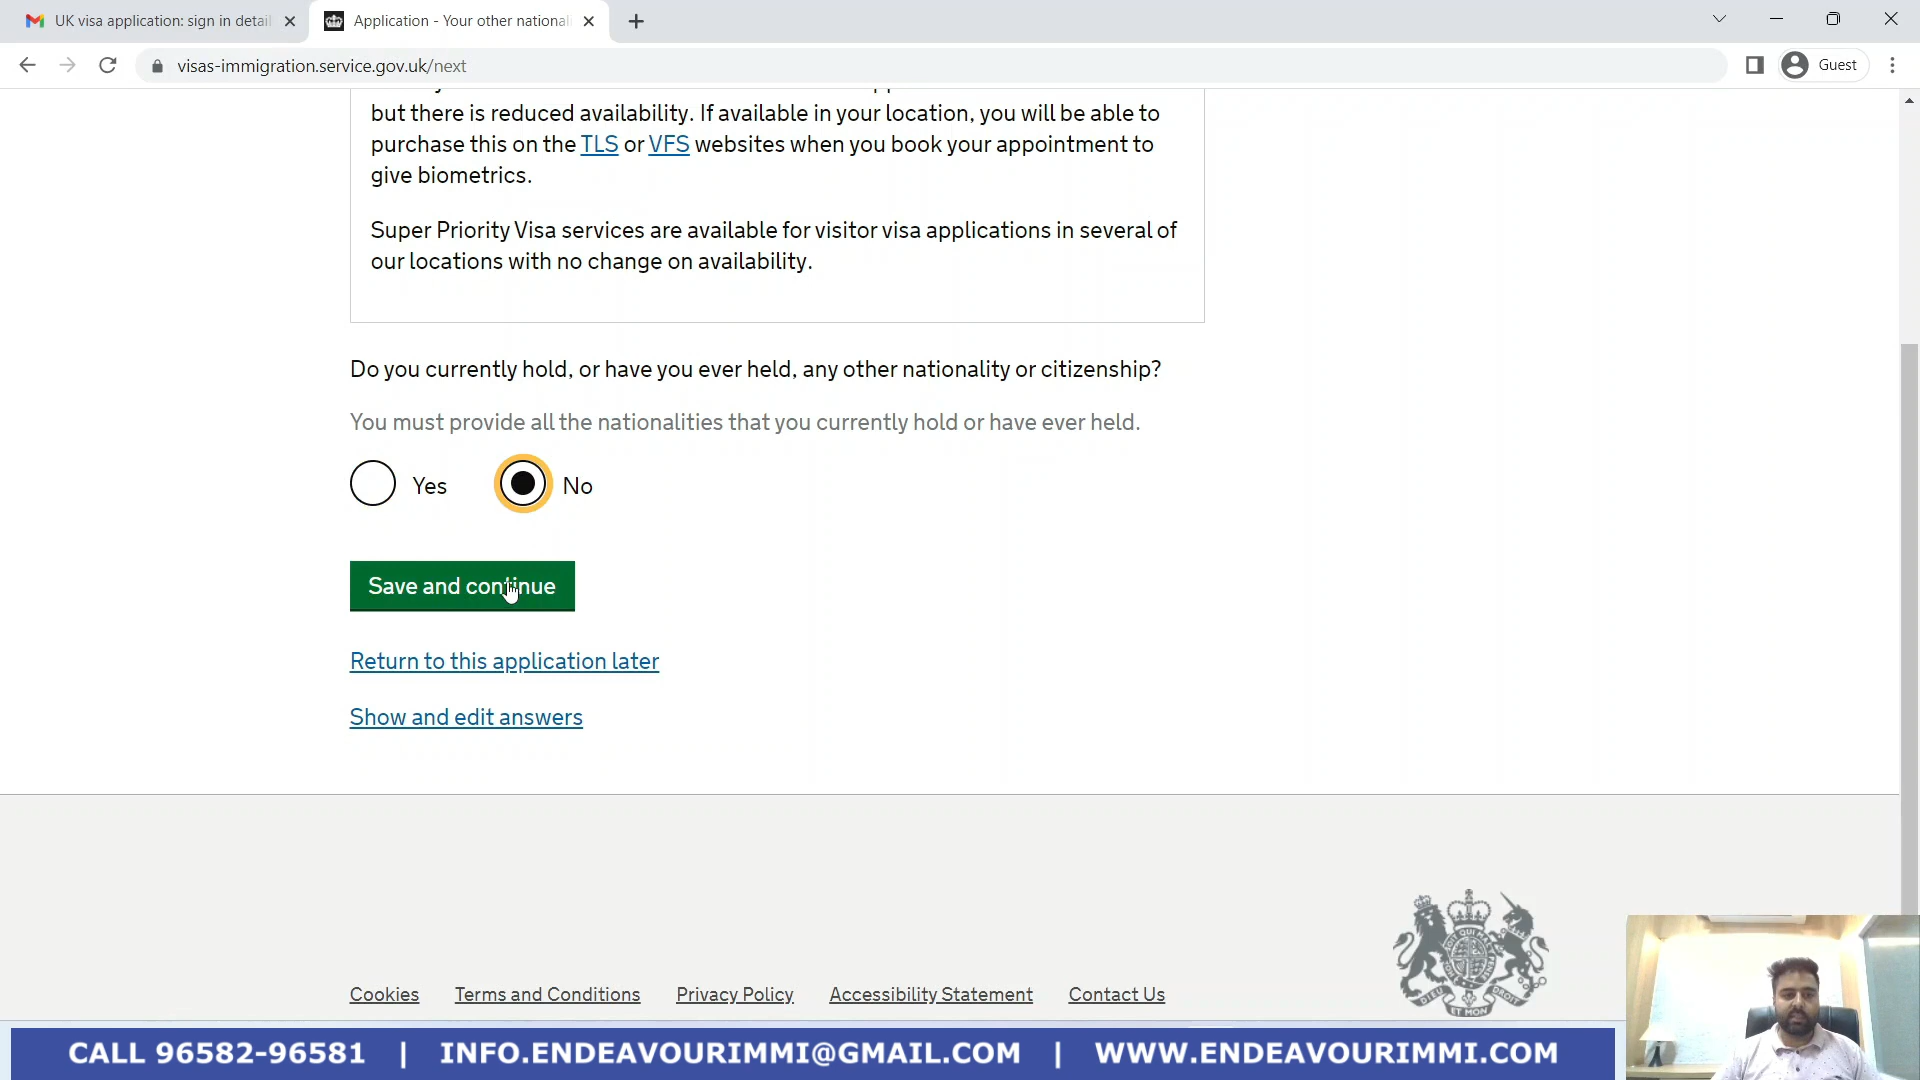 UK visa application: sign in detail
Application - Your other national
visas-immigration.service.gov.uk/next
Guest
but there is reduced availability. If available in your location, you will be able to
purchase this on the TLS or VFS websites when you book your appointment to
give biometrics.
Super Priority Visa services are available for visitor visa applications in several of
our locations with no change on availability.
Do you currently hold, or have you ever held, any other nationality or citizenship?
You must provide all the nationalities that you currently hold or have ever held.
Yes
No
Save and continue
Return to this application later
Show and edit answers
Cookies
Terms and Conditions
Privacy Policy
Accessibility Statement
Contact Us
DIEU ET MON DROIT
CALL 96582-96581 | INFO.ENDEAVOURIMMI@GMAIL.COM | WWW.ENDEAVOURIMMI.COM